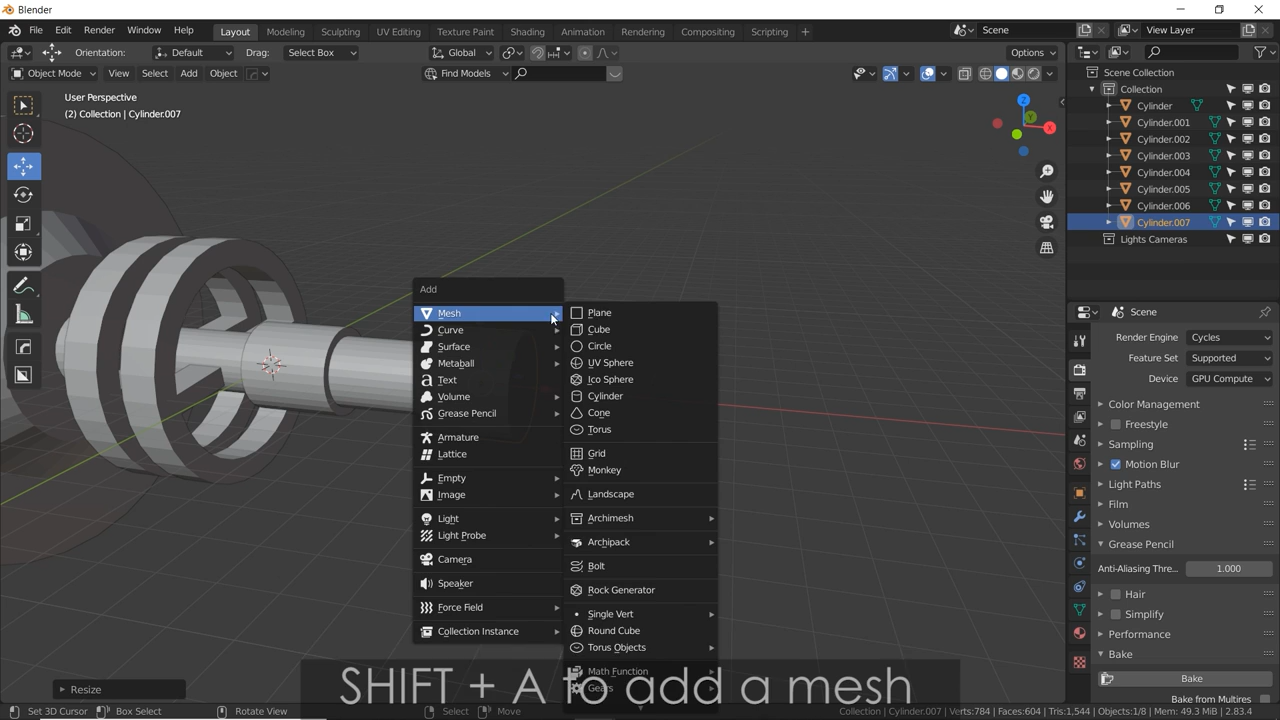 Blender
File Edit Render Window Help Layout Modeling Sculpting UV Editing Texture Paint Shading Animation Rendering Compositing Scripting + Scene View Layer
Orientation: Default Drag: Select Box Global Options
Object Mode View Select Add Object Find Models
User Perspective
(2) Collection | Cylinder.007
Z
Y
X
Add
Mesh
Curve
Surface
Metaball
Text
Volume
Grease Pencil
Armature
Lattice
Empty
Image
Light
Light Probe
Camera
Speaker
Force Field
Collection Instance
Plane
Cube
Circle
UV Sphere
Ico Sphere
Cylinder
Cone
Torus
Grid
Monkey
Landscape
Archimesh
Archipack
Bolt
Rock Generator
Single Vert
Round Cube
Torus Objects
Math Function
Gears
Scene Collection
Collection
Cylinder
Cylinder.001
Cylinder.002
Cylinder.003
Cylinder.004
Cylinder.005
Cylinder.006
Cylinder.007
Lights Cameras
Scene
Render Engine Cycles
Feature Set Supported
Device GPU Compute
Color Management
Freestyle
Sampling
Motion Blur
Light Paths
Film
Volumes
Grease Pencil
Anti-Aliasing Thre... 1.000
Hair
Simplify
Performance
Bake
Bake
Bake from Multires
Resize
SHIFT + A to add a mesh
Set 3D Cursor Box Select Rotate View Select Move Collection | Cylinder.007 | Verts:784 | Faces:604 | Tris:1,544 | Objects:1/8 | Mem: 49.3 MiB | 2.83.4